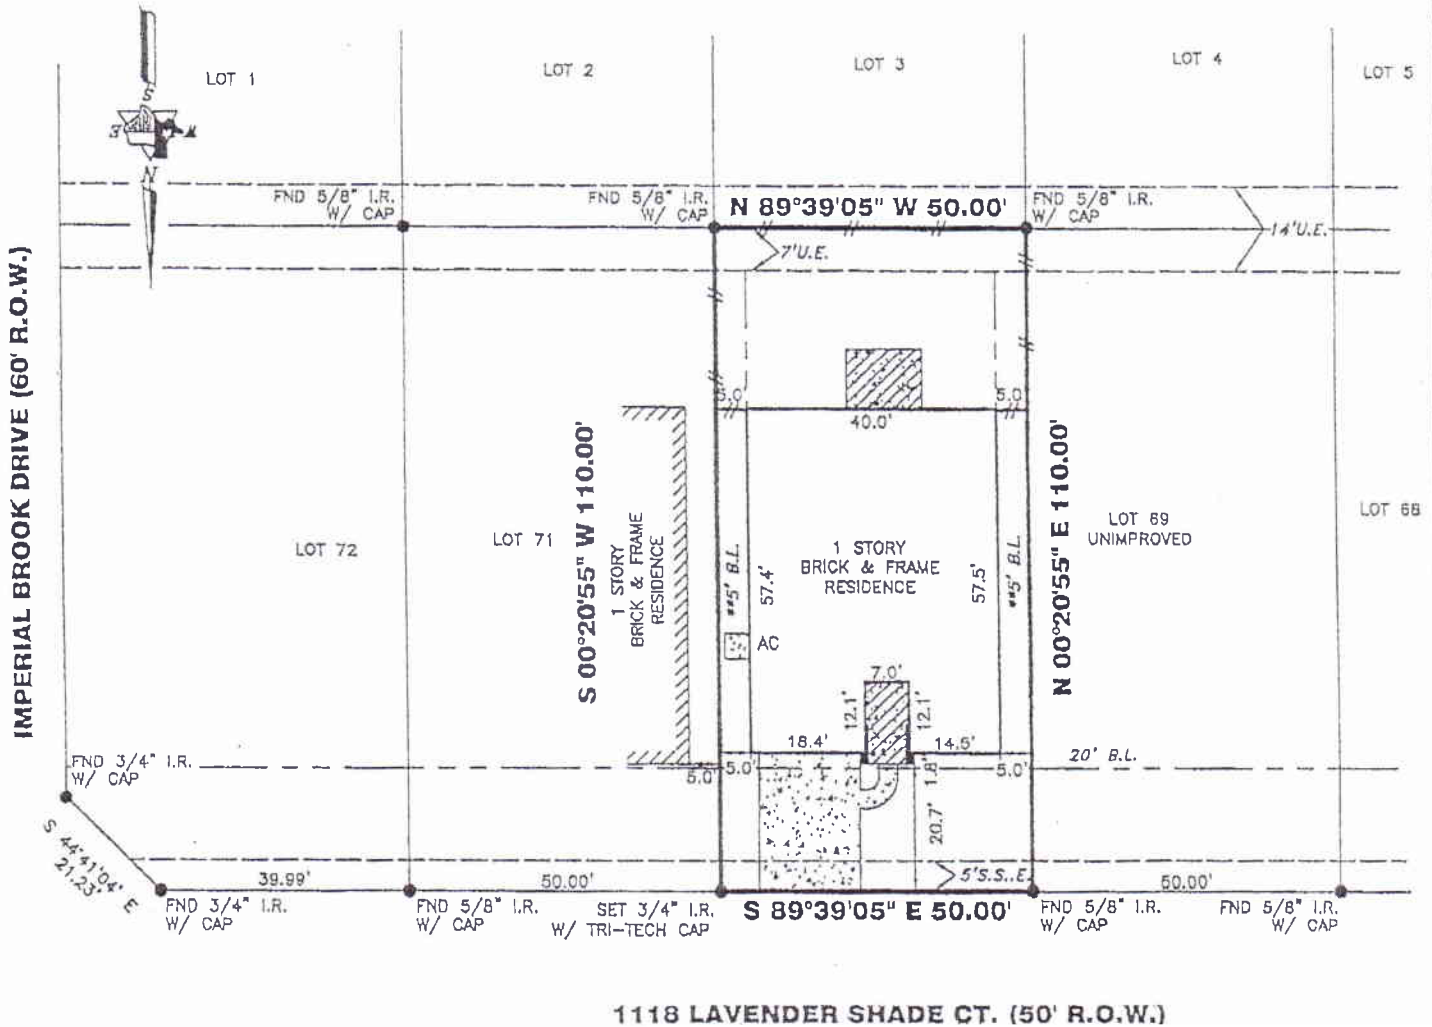 LOT 1
LOT 2
LOT 3
LOT 4
LOT 5
S
E W
N
FND 5/8" I.R.
W/ CAP
FND 5/8" I.R.
W/ CAP
N 89°39'05" W 50.00'
FND 5/8" I.R.
W/ CAP
14'U.E.
7'U.E.
IMPERIAL BROOK DRIVE (60' R.O.W.)
5.0'
5.0'
40.0'
S 00°20'55" W 110.00'
N 00°20'55" E 110.00'
LOT 72
LOT 71
1 STORY
BRICK & FRAME
RESIDENCE
**5' B.L.
57.4'
1 STORY
BRICK & FRAME
RESIDENCE
57.5'
**5' B.L.
LOT 69
UNIMPROVED
LOT 68
AC
7.0'
12.1'
12.1'
18.4'
14.5'
20' B.L.
FND 3/4" I.R.
W/ CAP
5.0'
5.0'
1.8'
5.0'
20.7'
S 44°41'04" E
21.23'
39.99'
50.00'
5'S.S.E.
50.00'
FND 3/4" I.R.
W/ CAP
FND 5/8" I.R.
W/ CAP
SET 3/4" I.R.
W/ TRI-TECH CAP
S 89°39'05" E 50.00'
FND 5/8" I.R.
W/ CAP
FND 5/8" I.R.
W/ CAP
1118 LAVENDER SHADE CT. (50' R.O.W.)